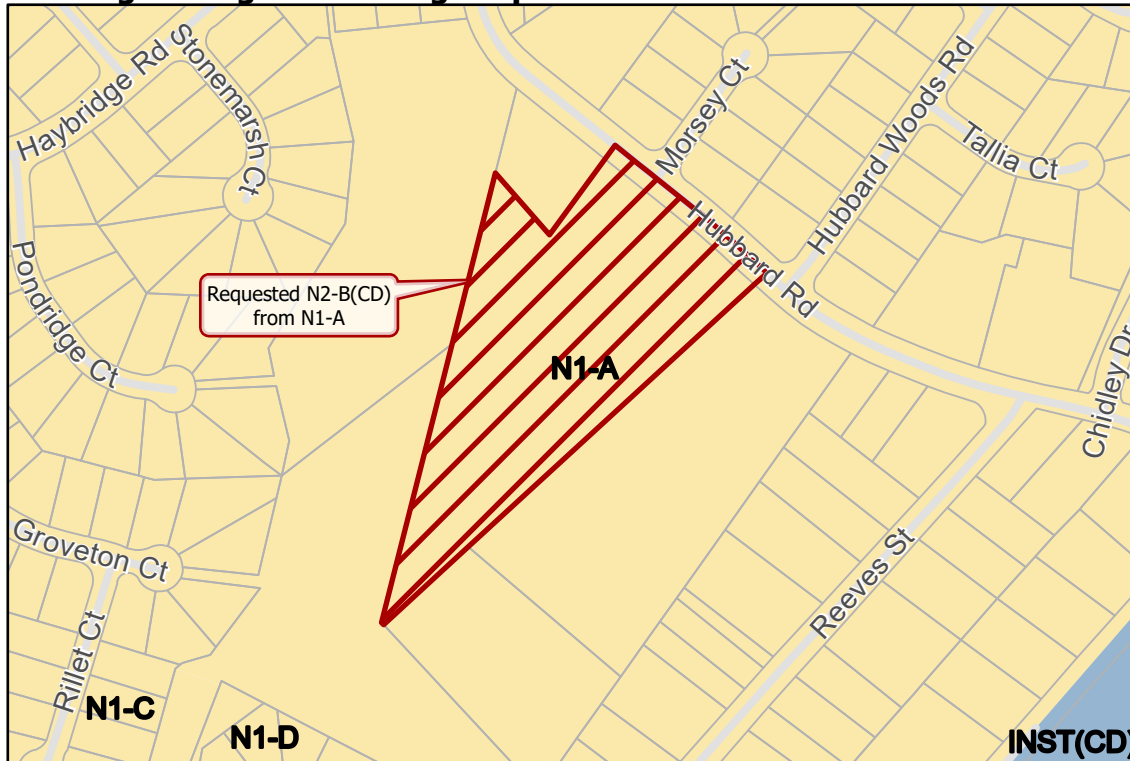 Haybridge Rd
Stonemarsh Ct
Morsey Ct
Hubbard Woods Rd
Tallia Ct
Pondridge Ct
Hubbard Rd
Requested N2-B(CD)
from N1-A
N1-A
Chidley Dr
Groveton Ct
Reeves St
Rillet Ct
N1-C
N1-D
INST(CD)